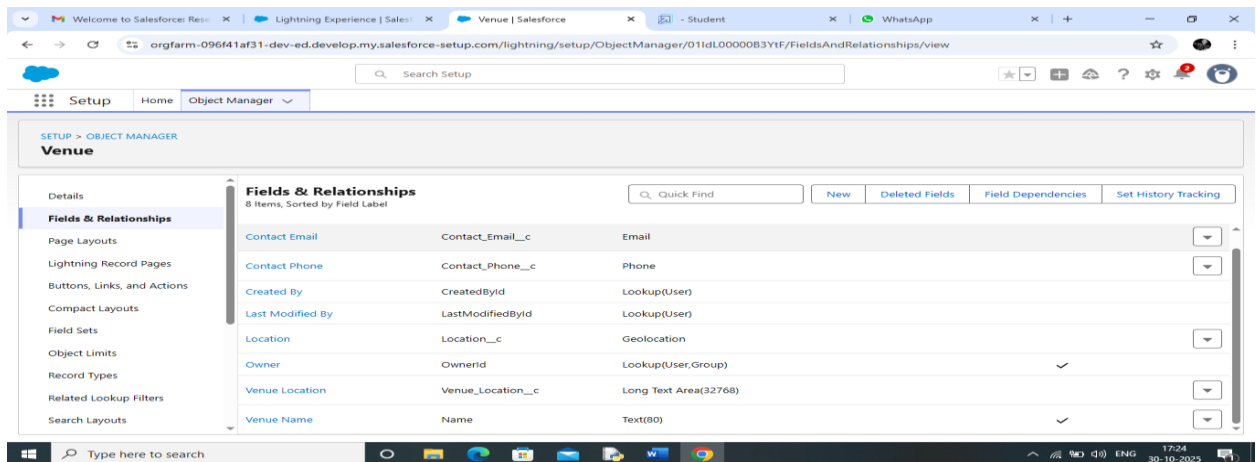 Welcome to Salesforce: Rese
Lightning Experience | Salesf
Venue | Salesforce
- Student
WhatsApp
orgfarm-096f41af31-dev-ed.develop.my.salesforce-setup.com/lightning/setup/ObjectManager/01IdL00000B3YtF/FieldsAndRelationships/view
Search Setup
2
Setup Home Object Manager
SETUP > OBJECT MANAGER
Venue
Details
Fields & Relationships
Page Layouts
Lightning Record Pages
Buttons, Links, and Actions
Compact Layouts
Field Sets
Object Limits
Record Types
Related Lookup Filters
Search Layouts
Fields & Relationships
8 Items, Sorted by Field Label
Quick Find New Deleted Fields Field Dependencies Set History Tracking
Contact Email Contact_Email__c Email
Contact Phone Contact_Phone__c Phone
Created By CreatedById Lookup(User)
Last Modified By LastModifiedById Lookup(User)
Location Location__c Geolocation
Owner OwnerId Lookup(User,Group)
Venue Location Venue_Location__c Long Text Area(32768)
Venue Name Name Text(80)
Type here to search
ENG
17:24
30-10-2025